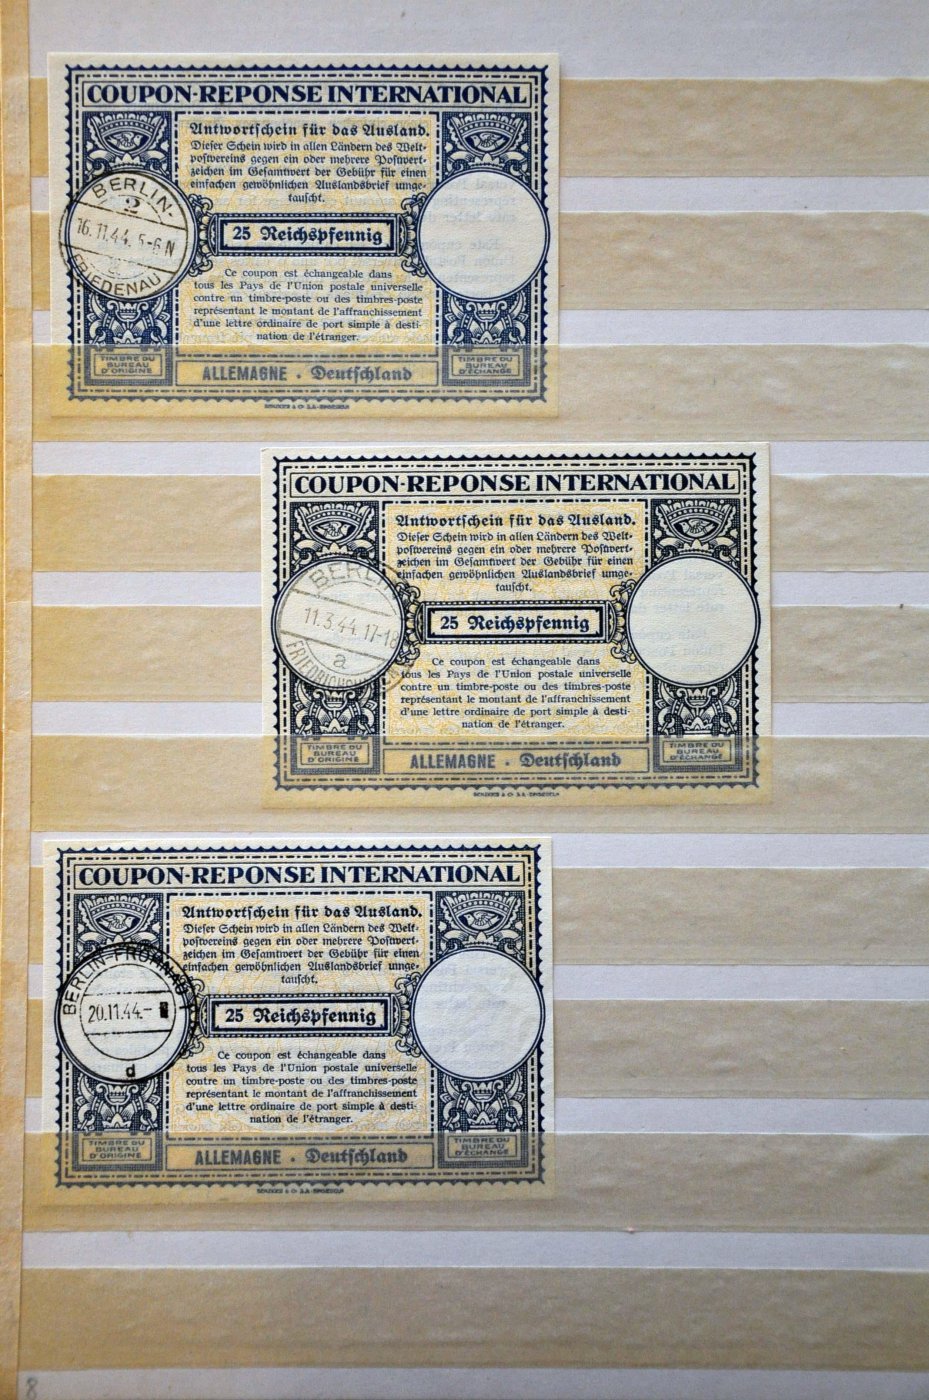 COUPON-REPONSE INTERNATIONAL
Antwortschein für das Ausland.
Dieser Schein wird in allen Ländern des Welt-
postvereins gegen ein oder mehrere Postwert-
zeichen im Gesamtwert der Gebühr für einen
einfachen gewöhnlichen Auslandsbrief umge-
tauscht.
BERLIN-
2
16.11.44. 5-6 N
FRIEDENAU
25 Reichspfennig
Ce coupon est échangeable dans
tous les Pays de l'Union postale universelle
contre un timbre-poste ou des timbres-poste
représentant le montant de l'affranchissement
d'une lettre ordinaire de port simple à desti-
nation de l'étranger.
TIMBRE DU
BUREAU
D'ORIGINE
ALLEMAGNE • Deutschland
TIMBRE DU
BUREAU
D'ÉCHANGE
COUPON-REPONSE INTERNATIONAL
Antwortschein für das Ausland.
Dieser Schein wird in allen Ländern des Welt-
postvereins gegen ein oder mehrere Postwert-
zeichen im Gesamtwert der Gebühr für einen
einfachen gewöhnlichen Auslandsbrief umge-
tauscht.
BERLIN
11.3.44.17-18
a
25 Reichspfennig
Ce coupon est échangeable dans
tous les Pays de l'Union postale universelle
contre un timbre-poste ou des timbres-poste
représentant le montant de l'affranchissement
d'une lettre ordinaire de port simple à desti-
nation de l'étranger.
TIMBRE DU
BUREAU
D'ORIGINE
ALLEMAGNE • Deutschland
TIMBRE DU
BUREAU
D'ÉCHANGE
COUPON-REPONSE INTERNATIONAL
Antwortschein für das Ausland.
Dieser Schein wird in allen Ländern des Welt-
postvereins gegen ein oder mehrere Postwert-
zeichen im Gesamtwert der Gebühr für einen
einfachen gewöhnlichen Auslandsbrief umge-
tauscht.
BERLIN-FROHNAU 1
20.11.44.-
d
25 Reichspfennig
Ce coupon est échangeable dans
tous les Pays de l'Union postale universelle
contre un timbre-poste ou des timbres-poste
représentant le montant de l'affranchissement
d'une lettre ordinaire de port simple à desti-
nation de l'étranger.
TIMBRE DU
BUREAU
D'ORIGINE
ALLEMAGNE • Deutschland
TIMBRE DU
BUREAU
D'ÉCHANGE
8